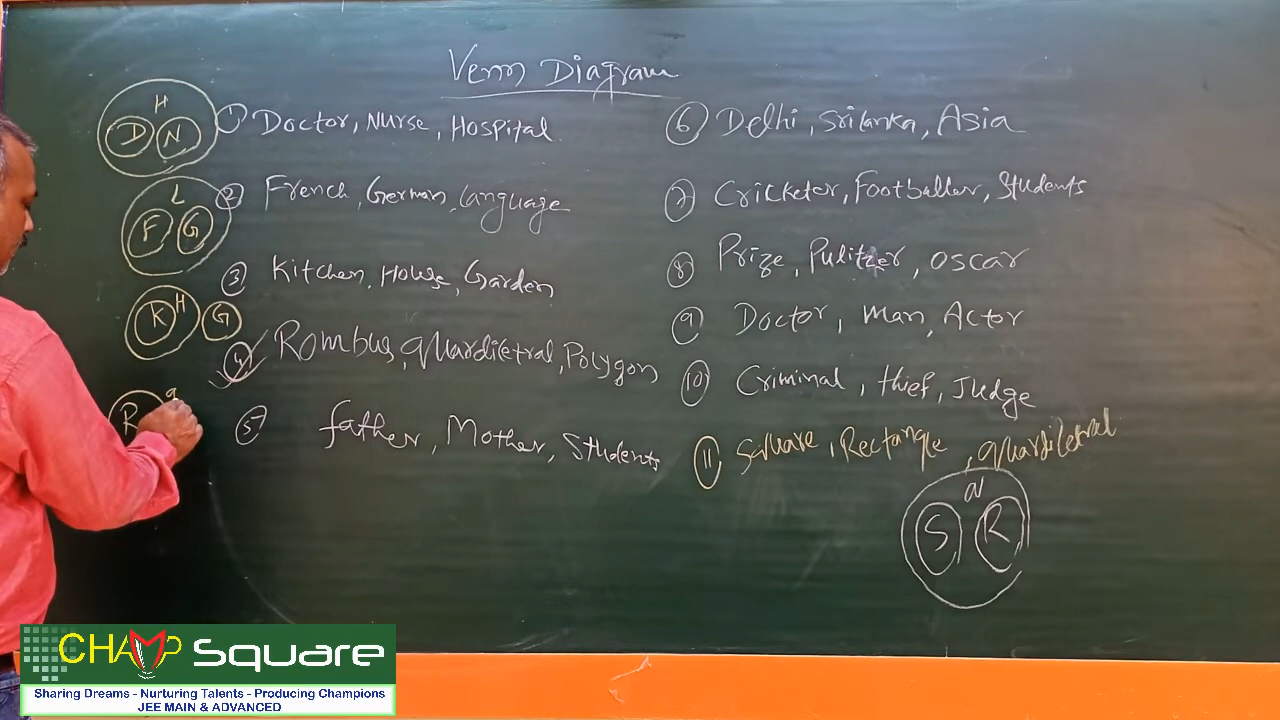 Venn Diagram
H
D N
① Doctor, Nurse, Hospital
L
F G
② French, German, Language
③ Kitchen, House, Garden
K H G
④ Rombus, quardiletral, Polygon
R q
⑤ father, Mother, Students
⑥ Delhi, Srilanka, Asia
⑦ Cricketer, Footballer, Students
⑧ Prize, Pulitzer, Oscar
⑨ Doctor, Man, Actor
⑩ Criminal, thief, Judge
⑪ Square, Rectangle, quardiletral
S R
CHAMP Square
Sharing Dreams - Nurturing Talents - Producing Champions
JEE MAIN & ADVANCED